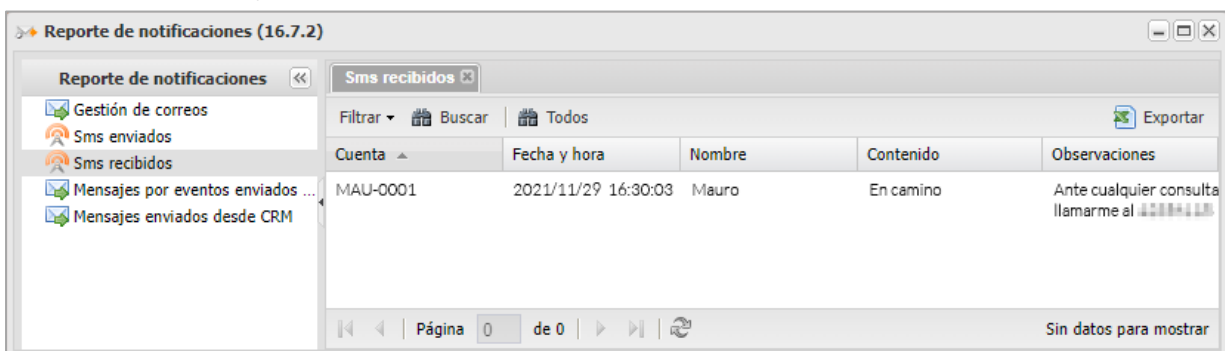 Reporte de notificaciones (16.7.2)
Reporte de notificaciones
Gestión de correos
Sms enviados
Sms recibidos
Mensajes por eventos enviados ...
Mensajes enviados desde CRM
Sms recibidos
Filtrar Buscar Todos Exportar
Cuenta Fecha y hora Nombre Contenido Observaciones
MAU-0001 2021/11/29 16:30:03 Mauro En camino Ante cualquier consulta
llamarme al
Página 0 de 0 Sin datos para mostrar